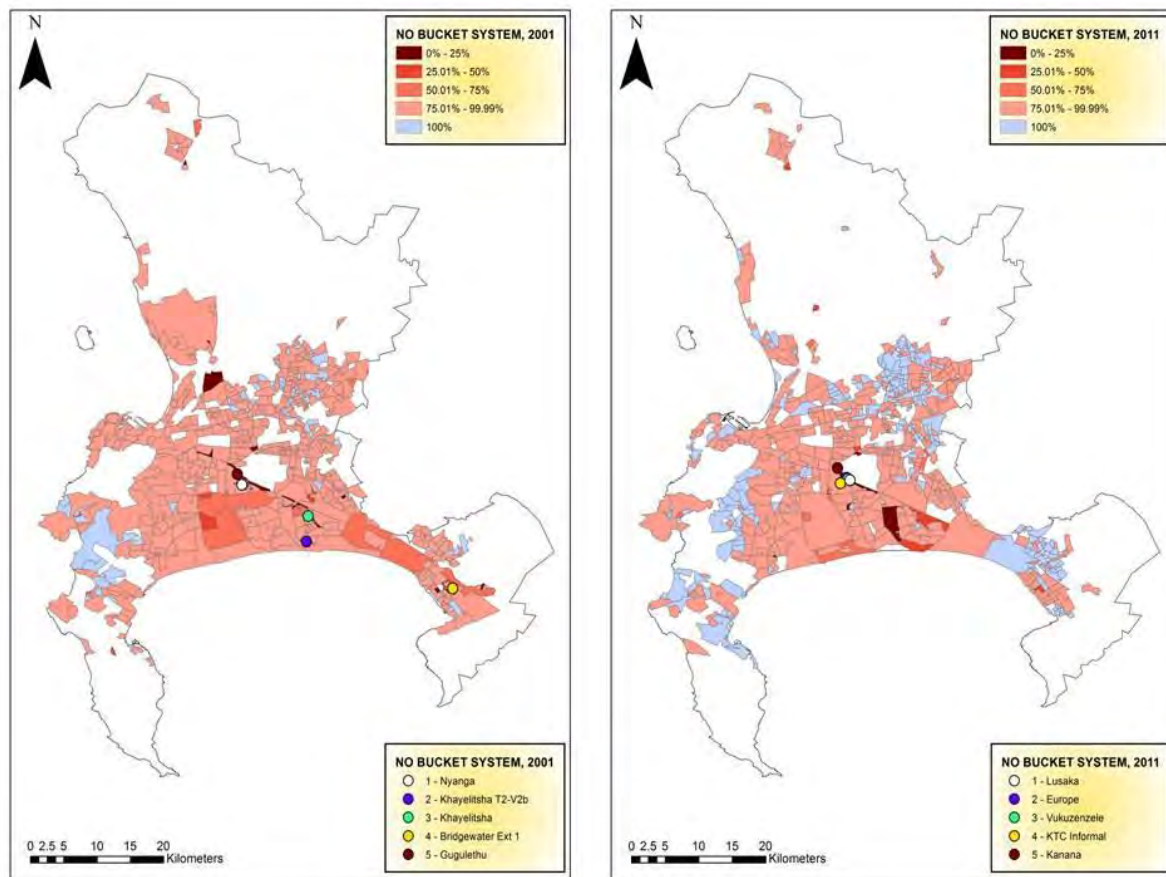 N
NO BUCKET SYSTEM, 2001
0% - 25%
25.01% - 50%
50.01% - 75%
75.01% - 99.99%
100%
NO BUCKET SYSTEM, 2001
1 - Nyanga
2 - Khayelitsha T2-V2b
3 - Khayelitsha
4 - Bridgewater Ext 1
5 - Gugulethu
0 2.5 5 10 15 20
Kilometers
N
NO BUCKET SYSTEM, 2011
0% - 25%
25.01% - 50%
50.01% - 75%
75.01% - 99.99%
100%
NO BUCKET SYSTEM, 2011
1 - Lusaka
2 - Europe
3 - Vukuzenzele
4 - KTC Informal
5 - Kanana
0 2.5 5 10 15 20
Kilometers